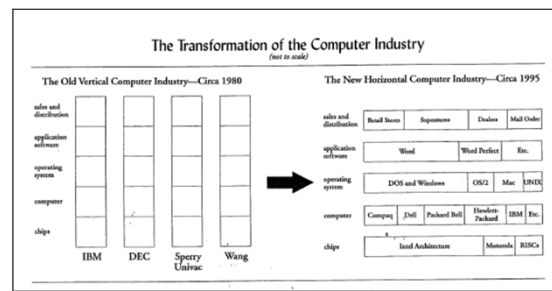 The Transformation of the Computer Industry
(not to scale)
The Old Vertical Computer Industry—Circa 1980
sales and
distribution
application
software
operating
system
computer
chips
IBM DEC Sperry Univac Wang
The New Horizontal Computer Industry—Circa 1995
sales and
distribution
Retail Stores Superstores Dealers Mail Order
application
software
Word Word Perfect Etc.
operating
system
DOS and Windows OS/2 Mac UNIX
computer
Compaq Dell Packard Bell Hewlett-Packard IBM Etc.
chips
Intel Architecture Motorola RISCs